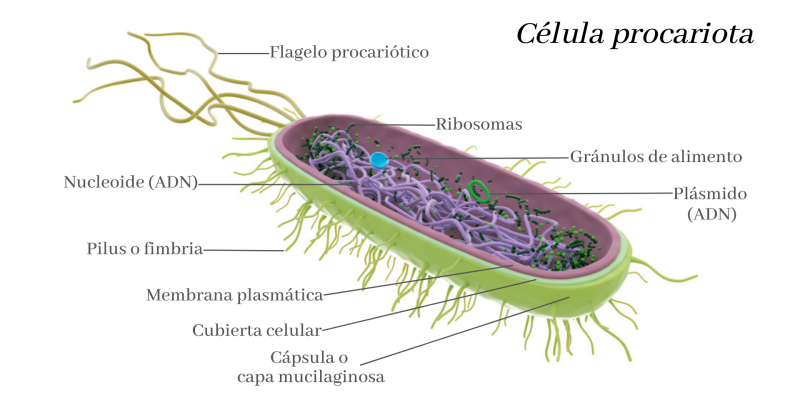 Célula procariota
Flagelo procariótico
Ribosomas
Gránulos de alimento
Nucleoide (ADN)
Plásmido
(ADN)
Pilus o fimbria
Membrana plasmática
Cubierta celular
Cápsula o
capa mucilaginosa